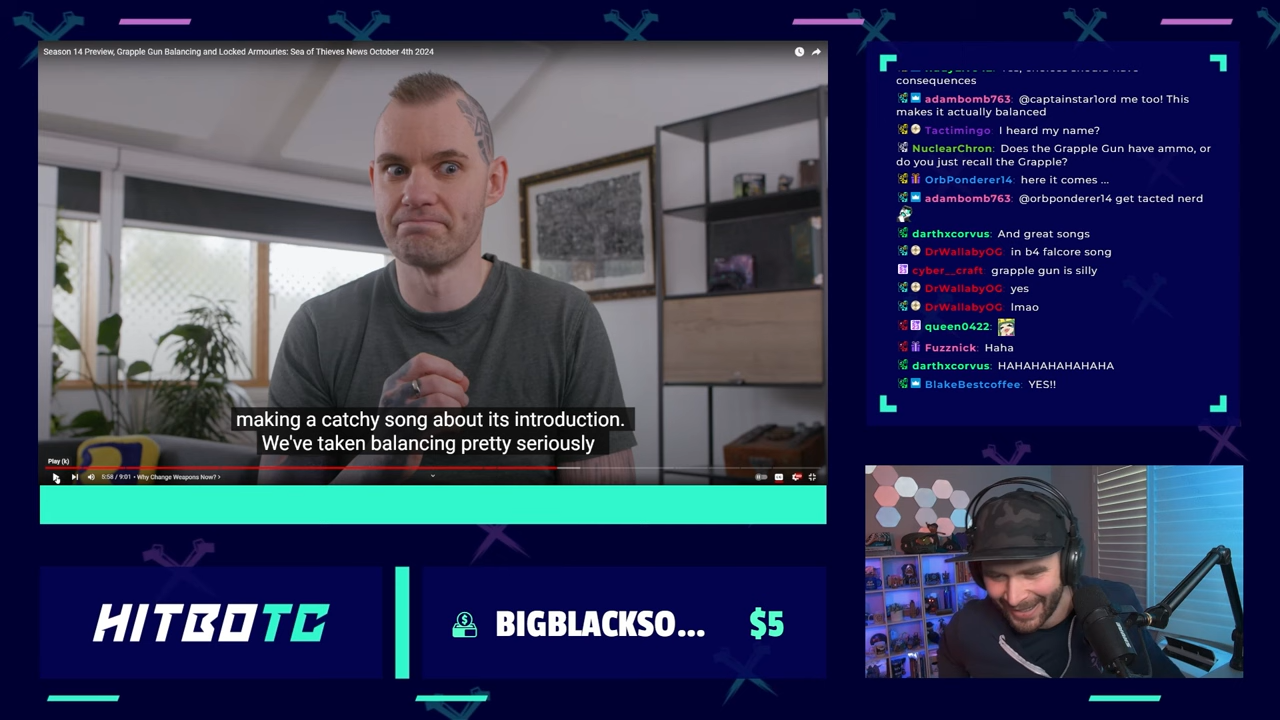 Season 14 Preview, Grapple Gun Balancing and Locked Armouries: Sea of Thieves News October 4th 2024
making a catchy song about its introduction.
We've taken balancing pretty seriously
Play (k)
5:58 / 9:01 • Why Change Weapons Now? >
consequences
adambomb763: @captainstar1ord me too! This
makes it actually balanced
Tactimingo: I heard my name?
NuclearChron: Does the Grapple Gun have ammo, or
do you just recall the Grapple?
OrbPonderer14: here it comes ...
adambomb763: @orbponderer14 get tacted nerd
darthxcorvus: And great songs
DrWallabyOG: in b4 falcore song
cyber__craft: grapple gun is silly
DrWallabyOG: yes
DrWallabyOG: lmao
queen0422:
Fuzznick: Haha
darthxcorvus: HAHAHAHAHAHAHA
BlakeBestcoffee: YES!!
HITBOTC
BIGBLACKSO... $5